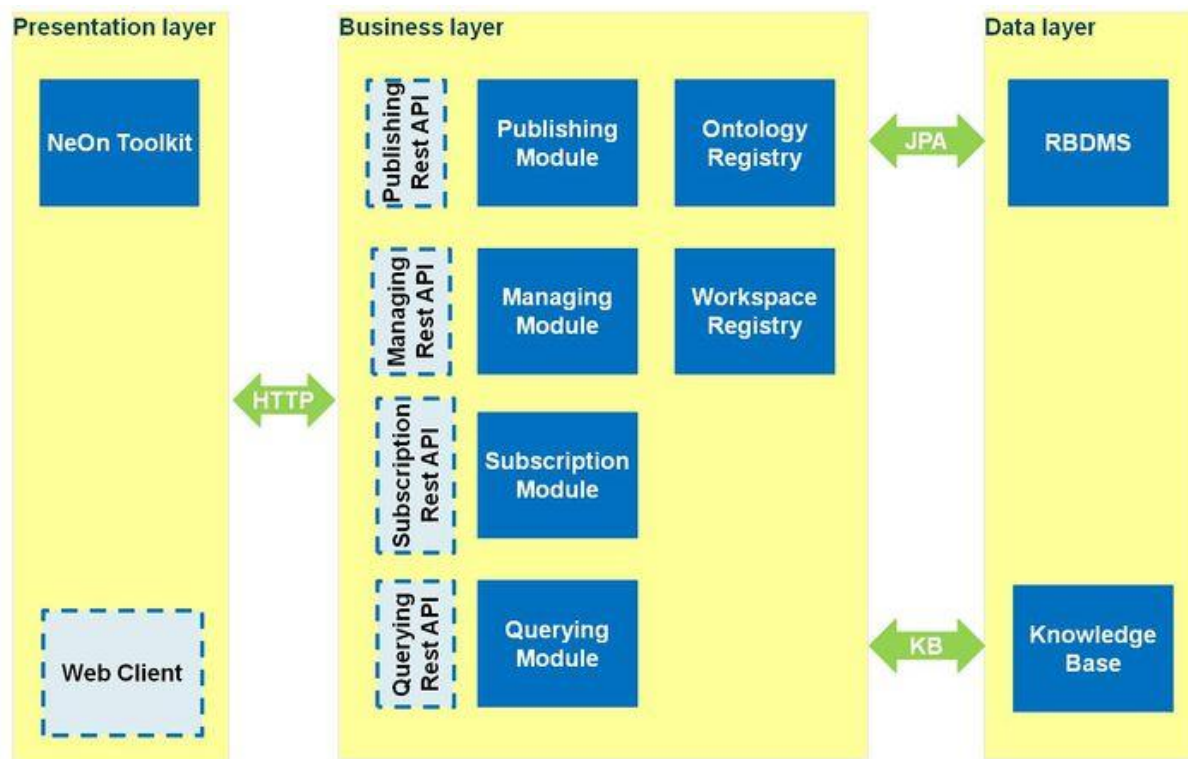 Presentation layer
NeOn Toolkit
Web Client
HTTP
Business layer
Publishing
Rest API
Publishing
Module
Ontology
Registry
Managing
Rest API
Managing
Module
Workspace
Registry
Subscription
Rest API
Subscription
Module
Querying
Rest API
Querying
Module
JPA
KB
Data layer
RBDMS
Knowledge
Base